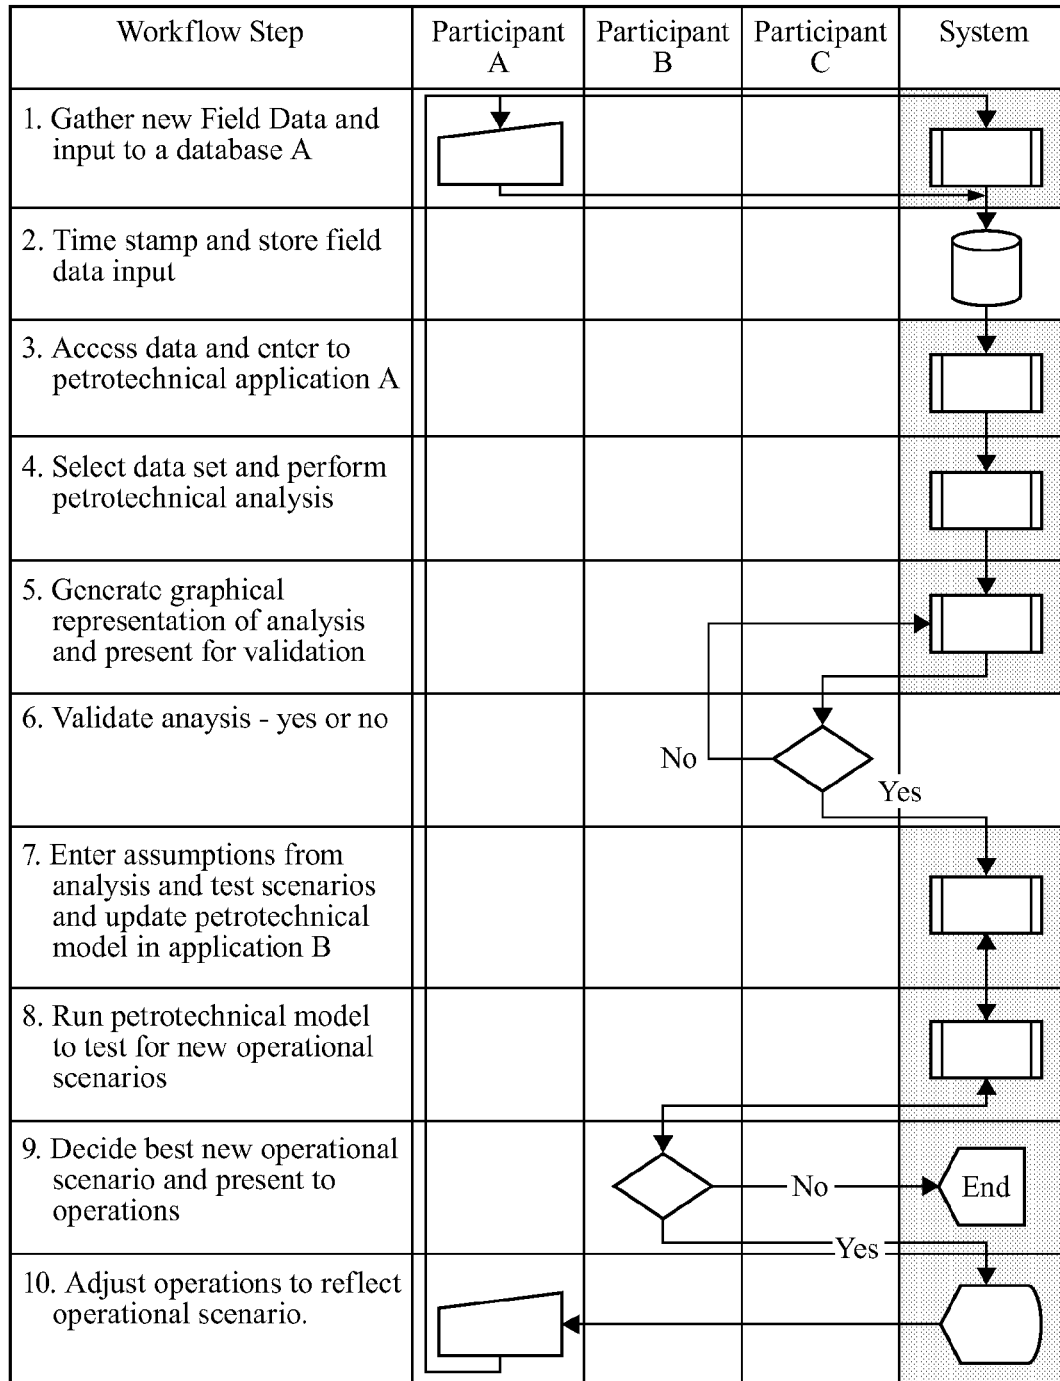 Workflow Step
Participant
A
Participant
B
Participant
C
System
1. Gather new Field Data and
input to a database A
2. Time stamp and store field
data input
3. Access data and enter to
petrotechnical application A
4. Select data set and perform
petrotechnical analysis
5. Generate graphical
representation of analysis
and present for validation
6. Validate anaysis - yes or no
No
Yes
7. Enter assumptions from
analysis and test scenarios
and update petrotechnical
model in application B
8. Run petrotechnical model
to test for new operational
scenarios
9. Decide best new operational
scenario and present to
operations
No
End
Yes
10. Adjust operations to reflect
operational scenario.